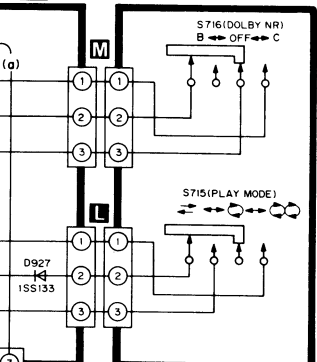 S716(DOLBY NR)
B ↔ OFF ↔ C
M
(a)
1 1
2 2
3 3
S715(PLAY MODE)
L
1 1
D927
2 2
1SS133
3 3